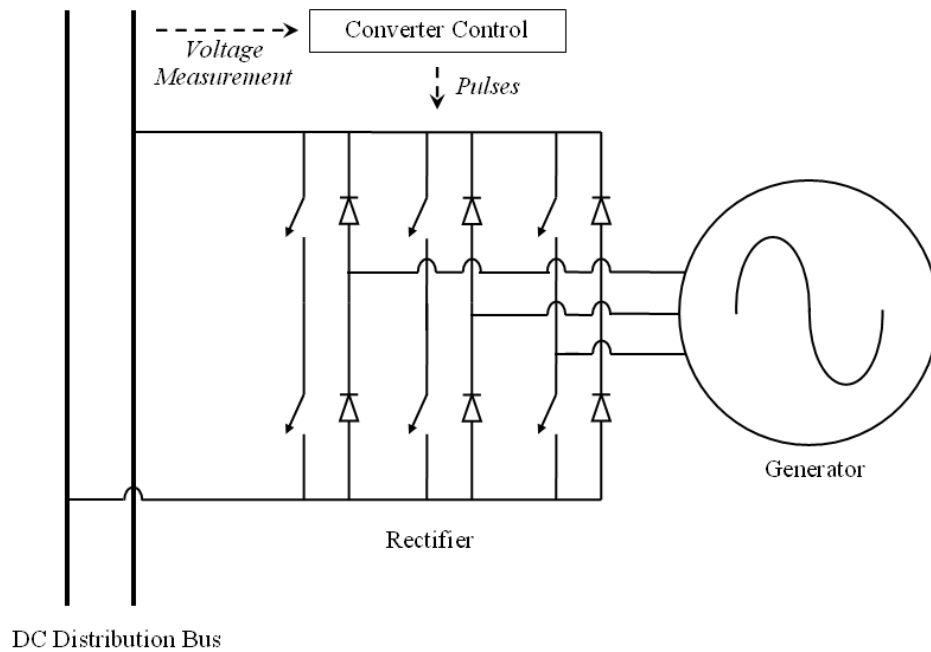 Converter Control
Voltage
Measurement
Pulses
Generator
Rectifier
DC Distribution Bus